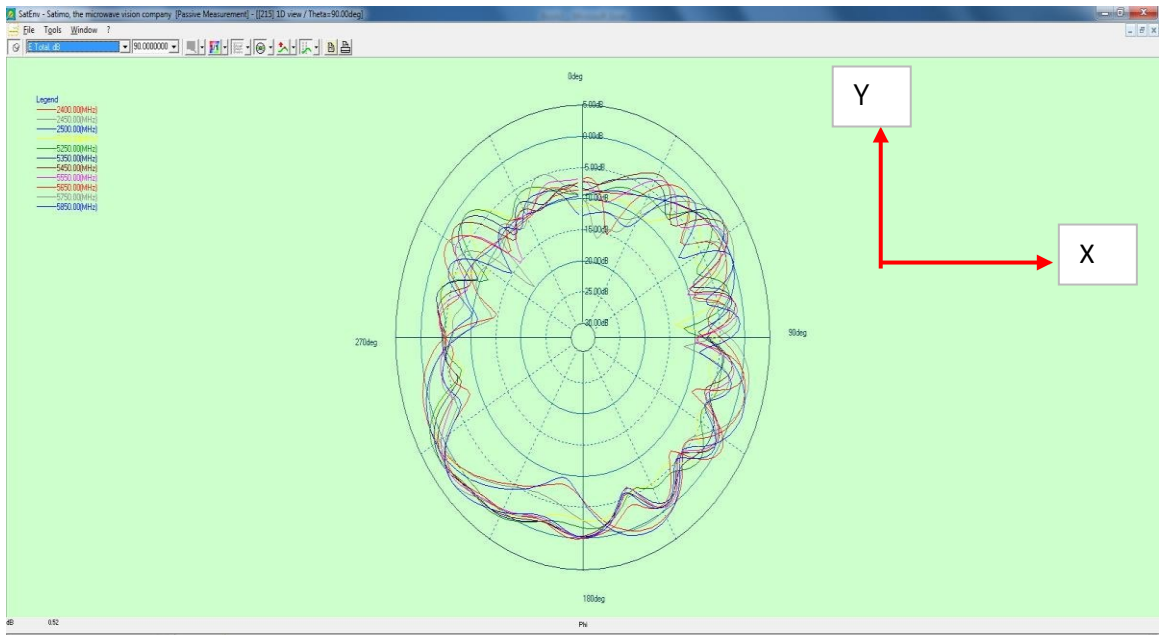 SatEnv - Satimo, the microwave vision company [Passive Measurement] - [[215] 1D view / Theta=90.00deg]
File Tools Window ?
E Total, dB 90.0000000
0deg
Legend
2400.00(MHz)
2450.00(MHz)
2500.00(MHz)
5250.00(MHz)
5350.00(MHz)
5450.00(MHz)
5550.00(MHz)
5650.00(MHz)
5750.00(MHz)
5850.00(MHz)
5.00dB
0.00dB
-5.00dB
-10.00dB
-15.00dB
-20.00dB
-25.00dB
-30.00dB
Y
X
270deg
90deg
180deg
dB 0.52 Phi